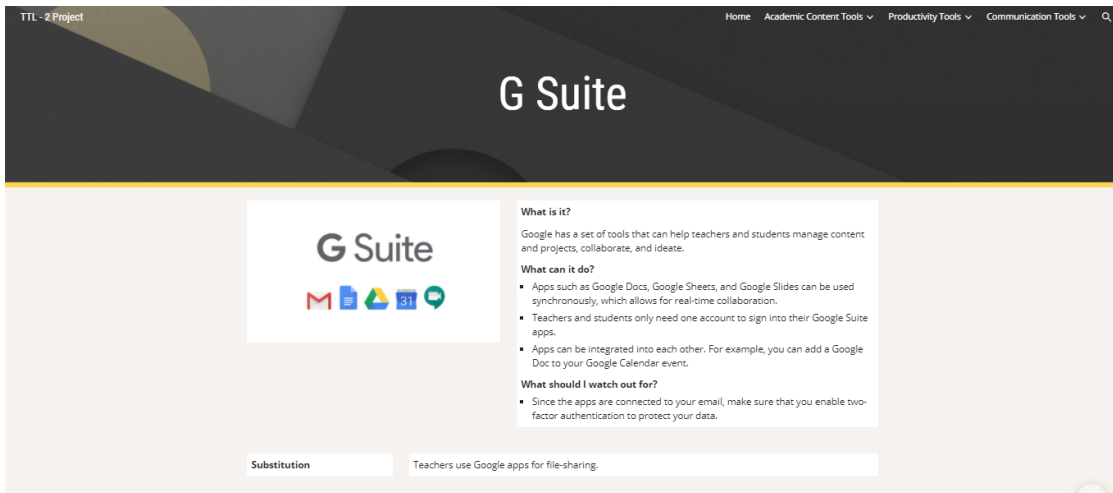 TTL - 2 Project
Home Academic Content Tools Productivity Tools Communication Tools
G Suite
G Suite
31
What is it?
Google has a set of tools that can help teachers and students manage content
and projects, collaborate, and ideate.
What can it do?
▪ Apps such as Google Docs, Google Sheets, and Google Slides can be used
synchronously, which allows for real-time collaboration.
▪ Teachers and students only need one account to sign into their Google Suite
apps.
▪ Apps can be integrated into each other. For example, you can add a Google
Doc to your Google Calendar event.
What should I watch out for?
▪ Since the apps are connected to your email, make sure that you enable two-
factor authentication to protect your data.
Substitution
Teachers use Google apps for file-sharing.